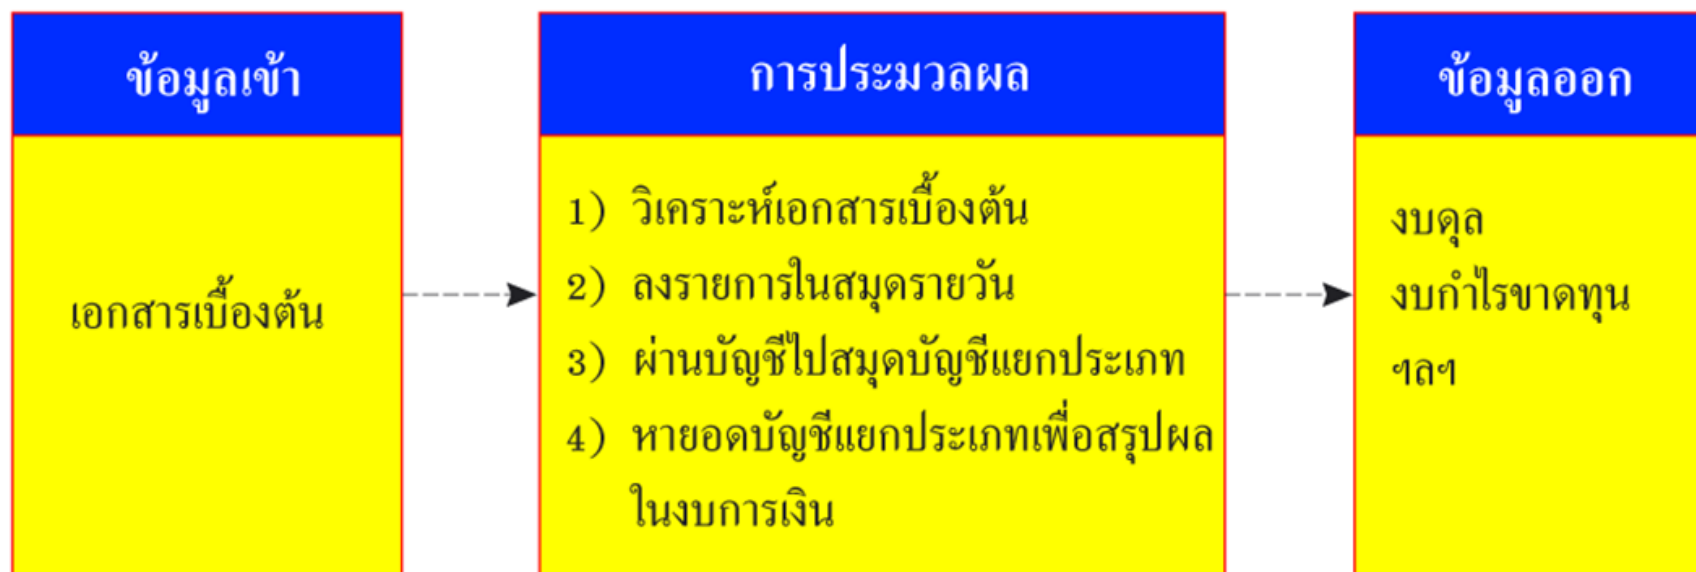 ข้อมูลเข้า
เอกสารเบื้องต้น
การประมวลผล
1) วิเคราะห์เอกสารเบื้องต้น
2) ลงรายการในสมุดรายวัน
3) ผ่านบัญชีไปสมุดบัญชีแยกประเภท
4) หายอดบัญชีแยกประเภทเพื่อสรุปผล
ในงบการเงิน
ข้อมูลออก
งบดุล
งบกำไรขาดทุน
ฯลฯ